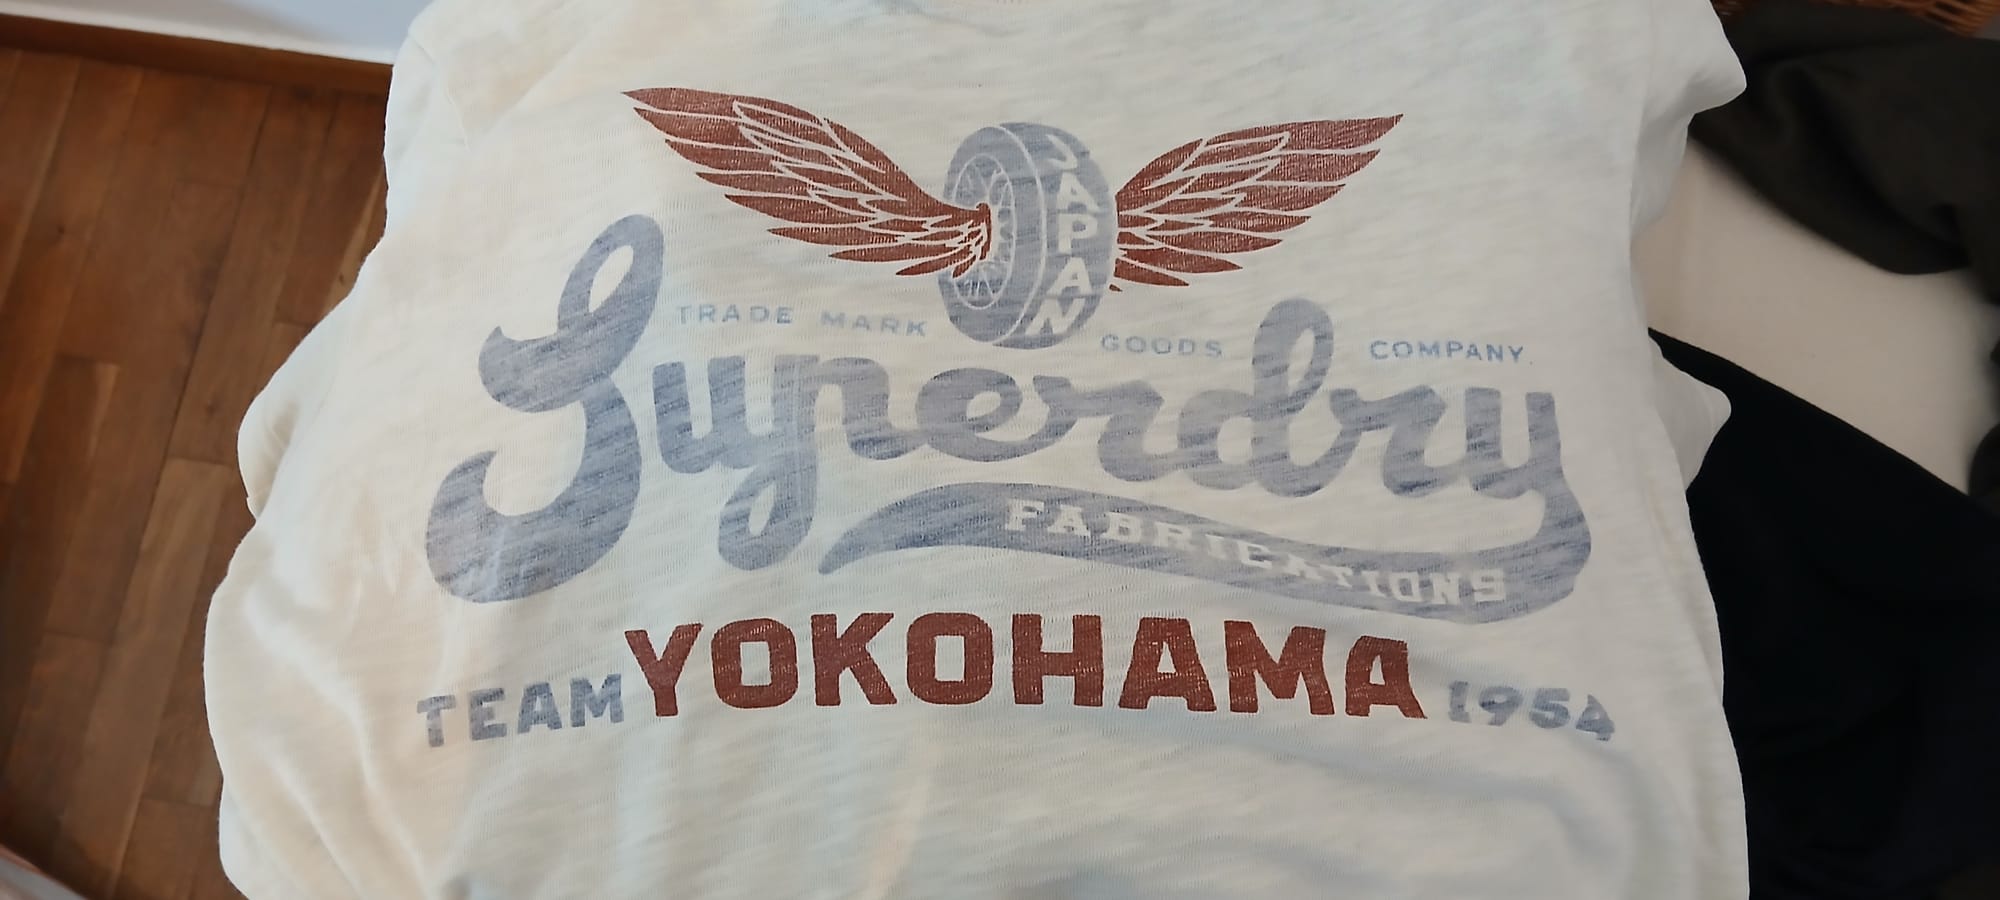 JAPAN
TRADE MARK GOODS COMPANY.
Superdry
FABRICATIONS
TEAM YOKOHAMA 1954